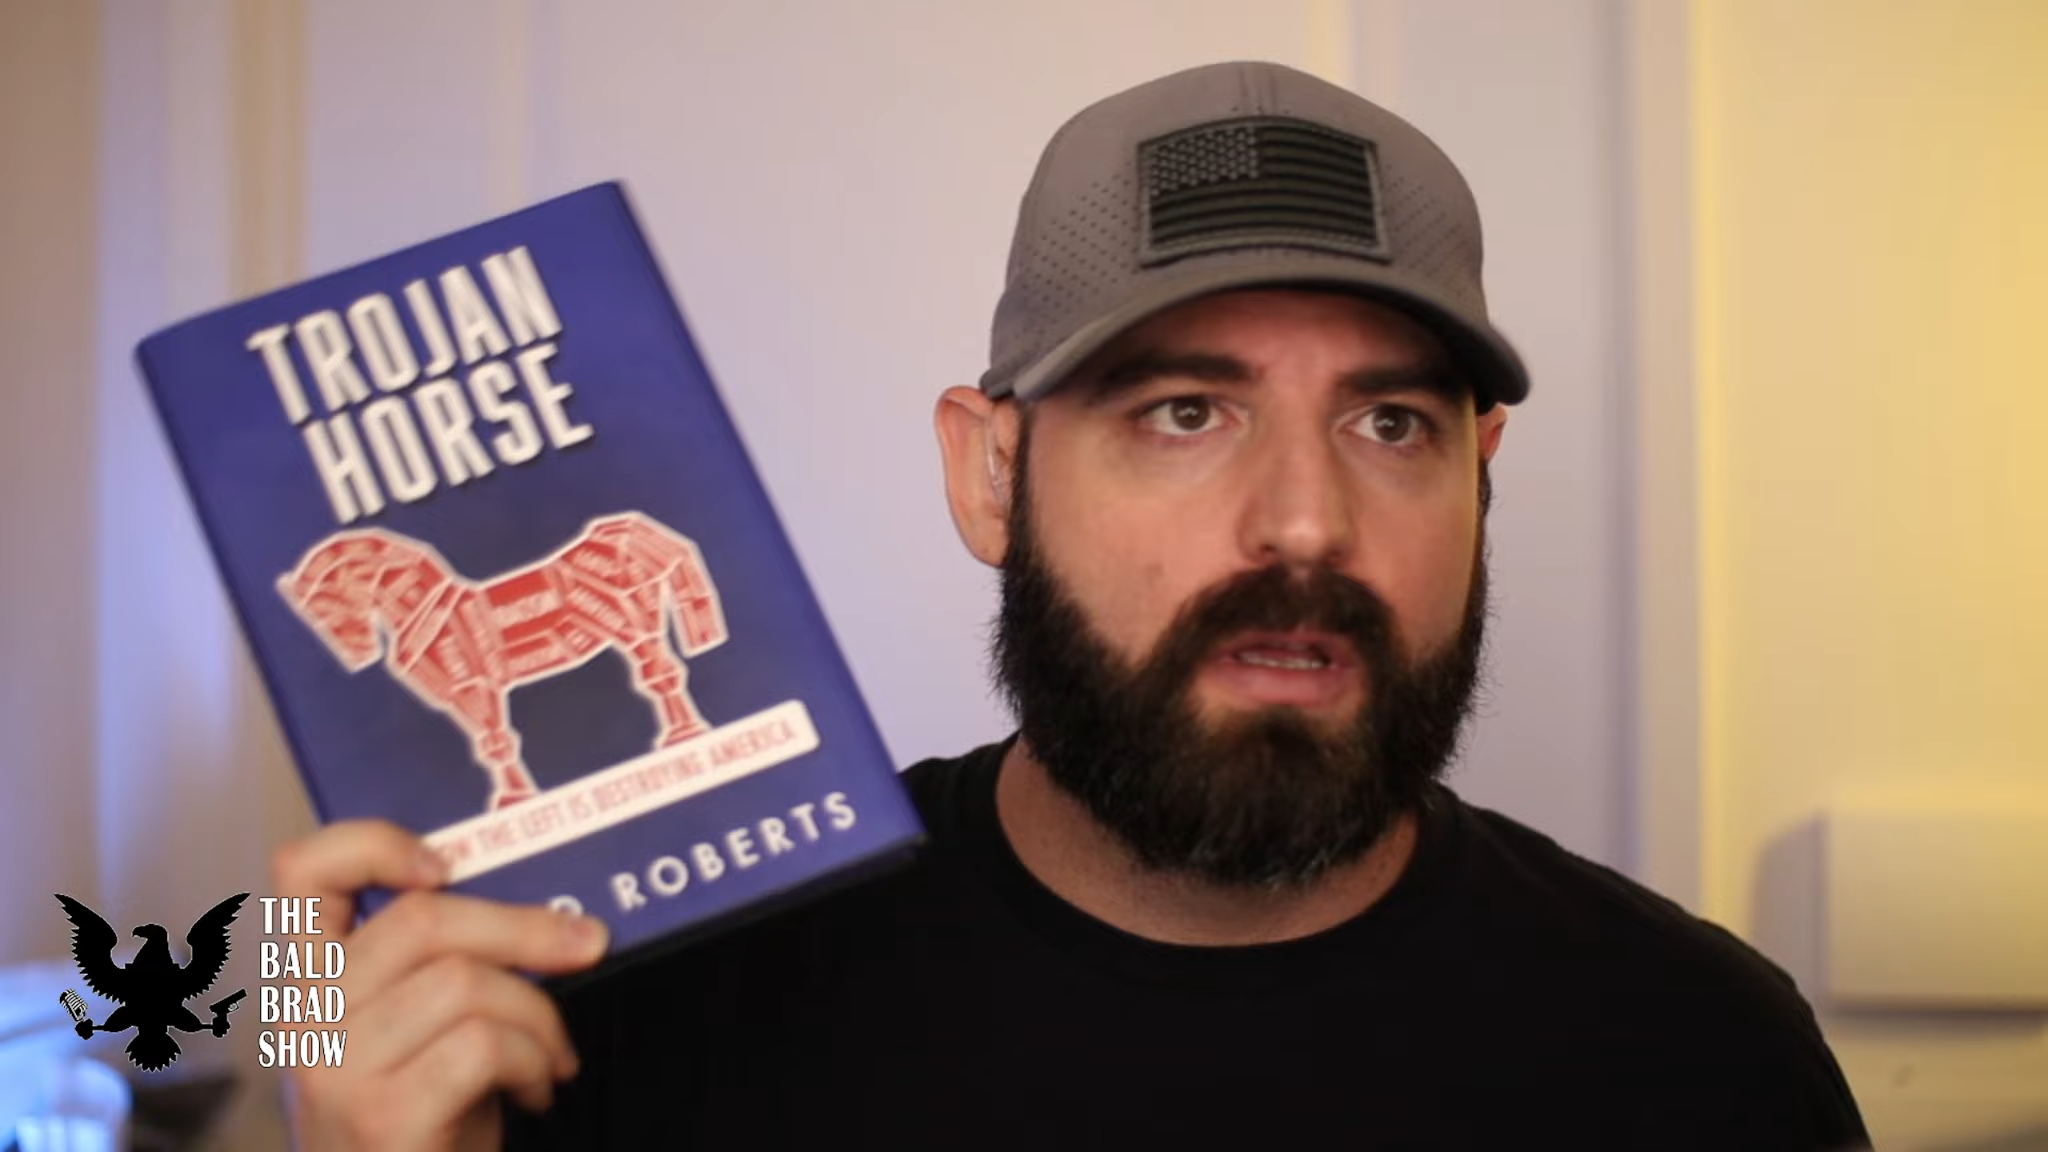 TROJAN
HORSE
THE LEFT IS DESTROYING AMERICA
ROBERTS
THE
BALD
BRAD
SHOW